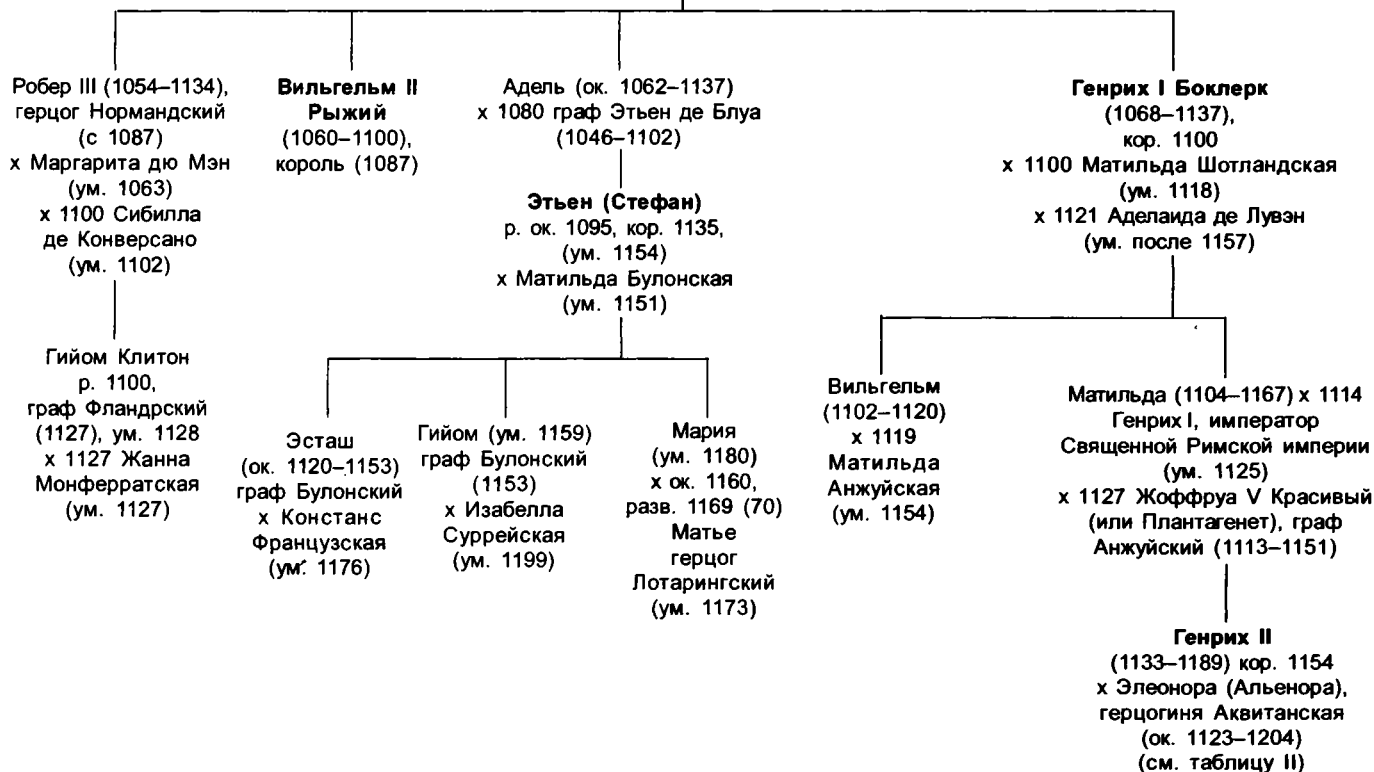 Робер III (1054–1134),
герцог Нормандский
(с 1087)
х Маргарита дю Мэн
(ум. 1063)
х 1100 Сибилла
де Конверсано
(ум. 1102)
Вильгельм II
Рыжий
(1060–1100),
король (1087)
Адель (ок. 1062–1137)
х 1080 граф Этьен де Блуа
(1046–1102)
Генрих I Боклерк
(1068–1137),
кор. 1100
х 1100 Матильда Шотландская
(ум. 1118)
х 1121 Аделаида де Лувэн
(ум. после 1157)
Этьен (Стефан)
р. ок. 1095, кор. 1135,
(ум. 1154)
х Матильда Булонская
(ум. 1151)
Гийом Клитон
р. 1100,
граф Фландрский
(1127), ум. 1128
х 1127 Жанна
Монферратская
(ум. 1127)
Эсташ
(ок. 1120–1153)
граф Булонский
х Констанс
Французская
(ум. 1176)
Гийом (ум. 1159)
граф Булонский
(1153)
х Изабелла
Суррейская
(ум. 1199)
Мария
(ум. 1180)
х ок. 1160,
разв. 1169 (70)
Матье
герцог
Лотарингский
(ум. 1173)
Вильгельм
(1102–1120)
х 1119
Матильда
Анжуйская
(ум. 1154)
Матильда (1104–1167) х 1114
Генрих I, император
Священной Римской империи
(ум. 1125)
х 1127 Жоффруа V Красивый
(или Плантагенет), граф
Анжуйский (1113–1151)
Генрих II
(1133–1189) кор. 1154
х Элеонора (Альенора),
герцогиня Аквитанская
(ок. 1123–1204)
(см. таблицу II)